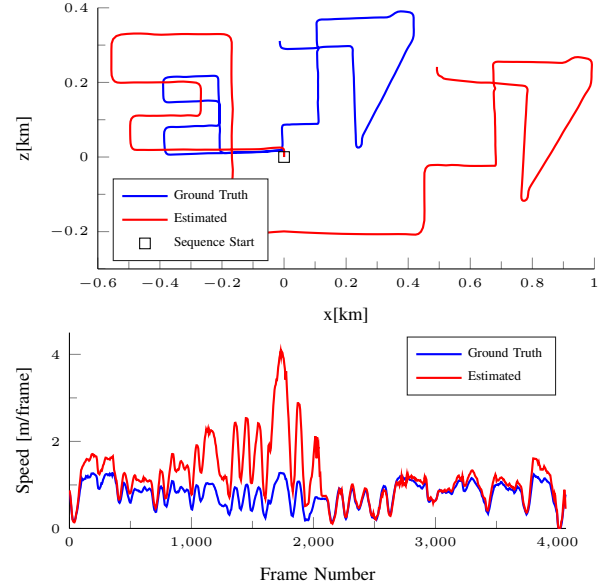 0.4
0.2
0
−0.2
z[km]
Ground Truth
Estimated
Sequence Start
−0.6 −0.4 −0.2 0 0.2 0.4 0.6 0.8 1
x[km]
4
2
0
Speed [m/frame]
Ground Truth
Estimated
0 1,000 2,000 3,000 4,000
Frame Number